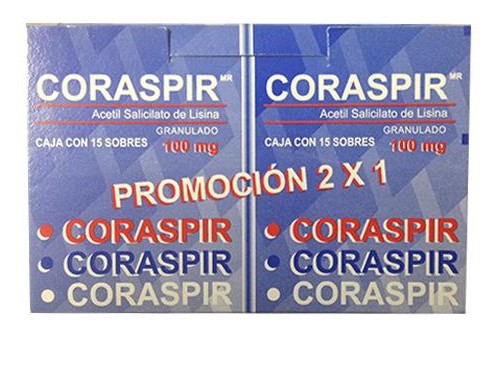 CORASPIR MR
Acetil Salicilato de Lisina
GRANULADO
CAJA CON 15 SOBRES 100 mg
CORASPIR MR
Acetil Salicilato de Lisina
GRANULADO
CAJA CON 15 SOBRES 100 mg
PROMOCIÓN 2 X 1
CORASPIR
CORASPIR
CORASPIR
CORASPIR
CORASPIR
CORASPIR